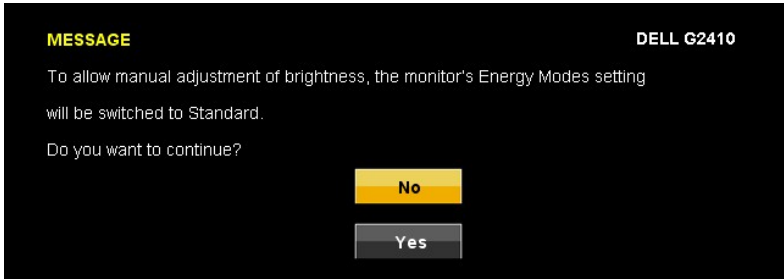 MESSAGE
DELL G2410
To allow manual adjustment of brightness, the monitor's Energy Modes setting
will be switched to Standard.
Do you want to continue?
No
Yes